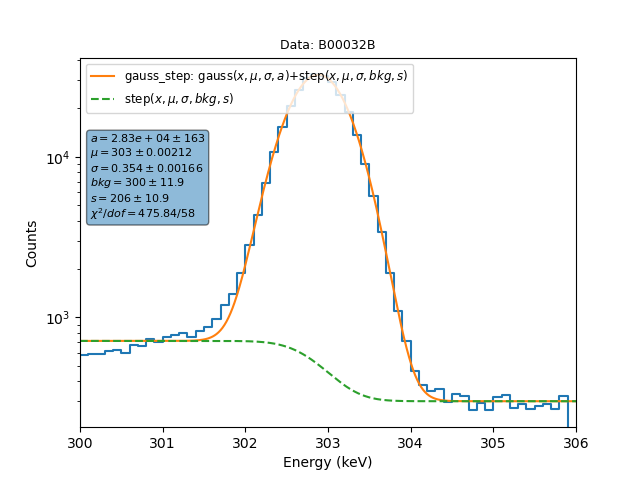 Data: B00032B
gauss_step: gauss(x, μ, σ, a)+step(x, μ, σ, bkg, s)
step(x, μ, σ, bkg, s)
a = 2.83e + 04 ± 163
μ = 303 ± 0.00212
σ = 0.354 ± 0.00166
bkg = 300 ± 11.9
s = 206 ± 10.9
χ²/dof = 475.84/58
10⁴
10³
Counts
300 301 302 303 304 305 306
Energy (keV)